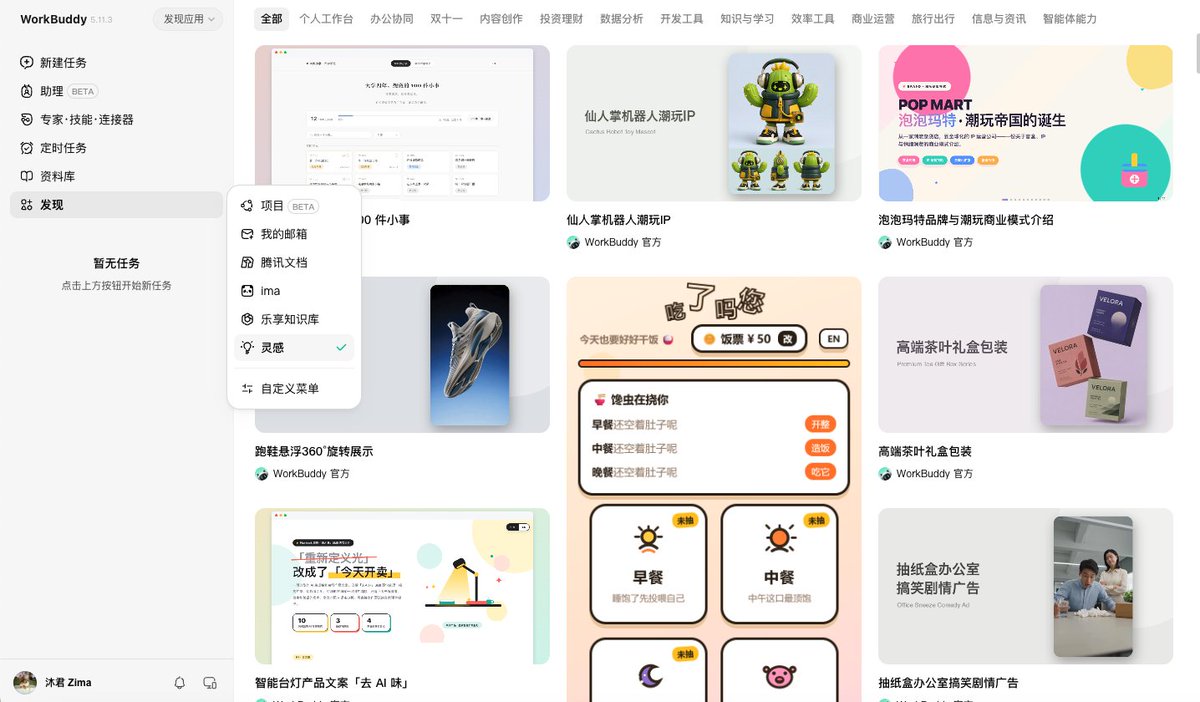 WorkBuddy 5.11.3
发现应用
新建任务
助理 BETA
专家·技能·连接器
定时任务
资料库
发现
暂无任务
点击上方按钮开始新任务
沐君 Zima
项目 BETA
我的邮箱
腾讯文档
ima
乐享知识库
灵感
自定义菜单
全部 个人工作台 办公协同 双十一 内容创作 投资理财 数据分析 开发工具 知识与学习 效率工具 商业运营 旅行出行 信息与资讯 智能体能力
00 件小事
仙人掌机器人潮玩IP
Cactus Robot Toy Mascot
仙人掌机器人潮玩IP
WorkBuddy 官方
POP MART
泡泡玛特·潮玩帝国的诞生
泡泡玛特品牌与潮玩商业模式介绍
WorkBuddy 官方
跑鞋悬浮360°旋转展示
WorkBuddy 官方
吃了吗您
今天也要好好干饭
饭票 ¥ 50 改
EN
馋虫在挠你
早餐还空着肚子呢 开整
中餐还空着肚子呢 造饭
晚餐还空着肚子呢 吃它
未抽
早餐
睡饱了先投喂自己
未抽
中餐
中午这口最顶饱
未抽
高端茶叶礼盒包装
Premium Tea Gift Box Series
VELORA
VELORA
VELORA
高端茶叶礼盒包装
WorkBuddy 官方
「重新定义光」
改成了「今天开卖」
10
3
4
智能台灯产品文案「去 AI 味」
抽纸盒办公室
搞笑剧情广告
Office Sneeze Comedy Ad
抽纸盒办公室搞笑剧情广告